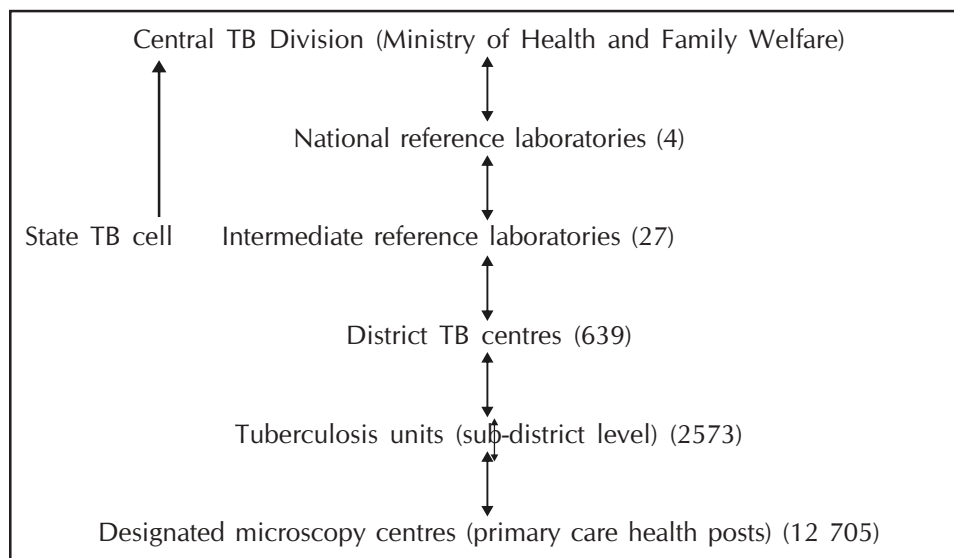 Central TB Division (Ministry of Health and Family Welfare)
National reference laboratories (4)
State TB cell Intermediate reference laboratories (27)
District TB centres (639)
Tuberculosis units (sub-district level) (2573)
Designated microscopy centres (primary care health posts) (12 705)